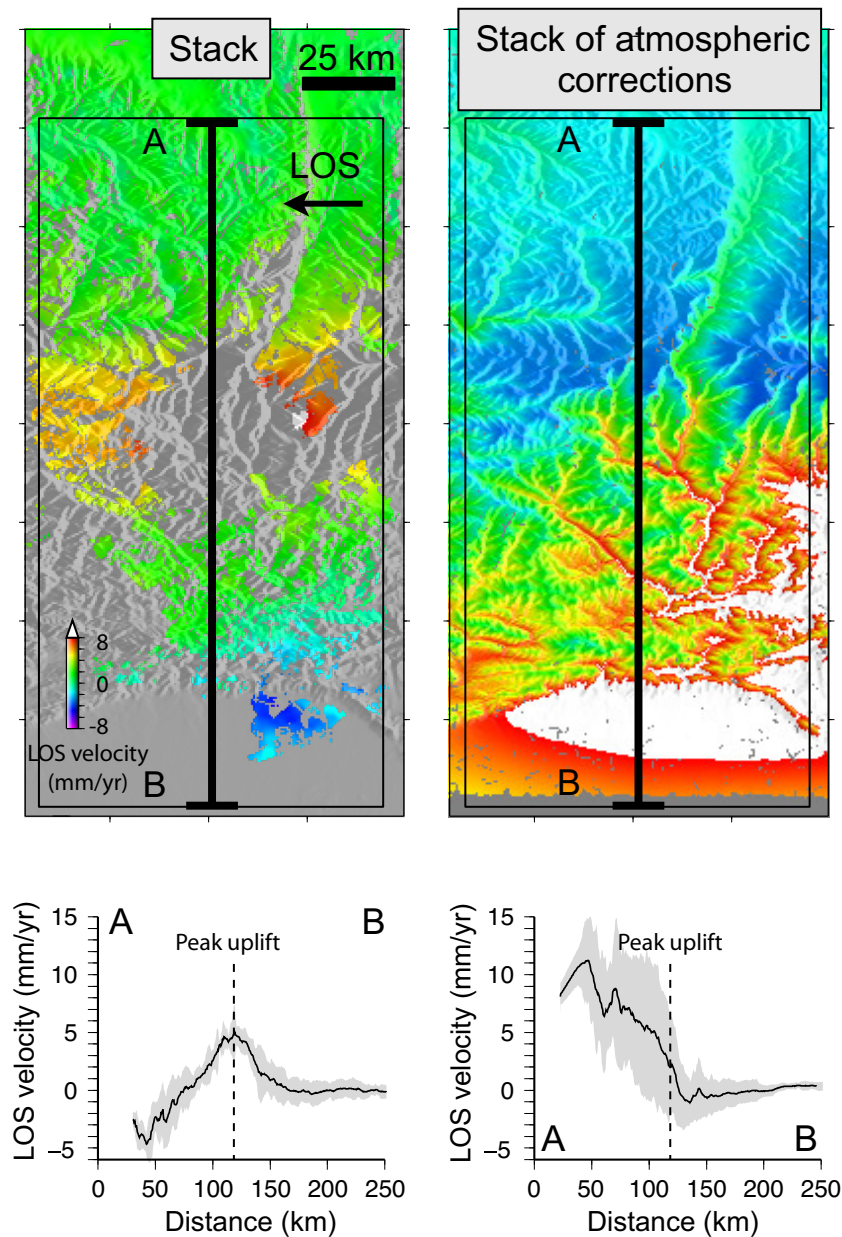 Stack
25 km
A
LOS
8
0
-8
LOS velocity
(mm/yr)
B
Stack of atmospheric
corrections
A
B
A
B
Peak uplift
LOS velocity (mm/yr)
15
10
5
0
−5
0
50
100
150
200
250
Distance (km)
Peak uplift
LOS velocity (mm/yr)
15
10
5
0
−5
A
B
0
50
100
150
200
250
Distance (km)